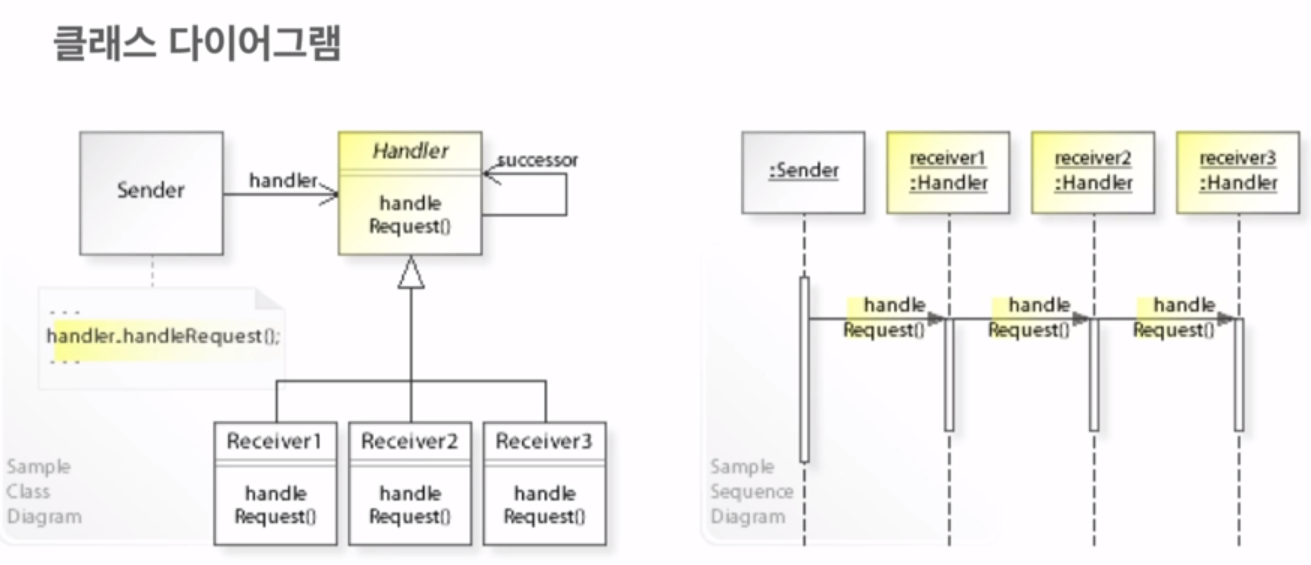 클래스 다이어그램
Sender
handler
Handler
handle
Request()
successor
...
handler.handleRequest();
...
Receiver1
handle
Request()
Receiver2
handle
Request()
Receiver3
handle
Request()
Sample
Class
Diagram
:Sender
receiver1
:Handler
receiver2
:Handler
receiver3
:Handler
handle
Request()
handle
Request()
handle
Request()
Sample
Sequence
Diagram